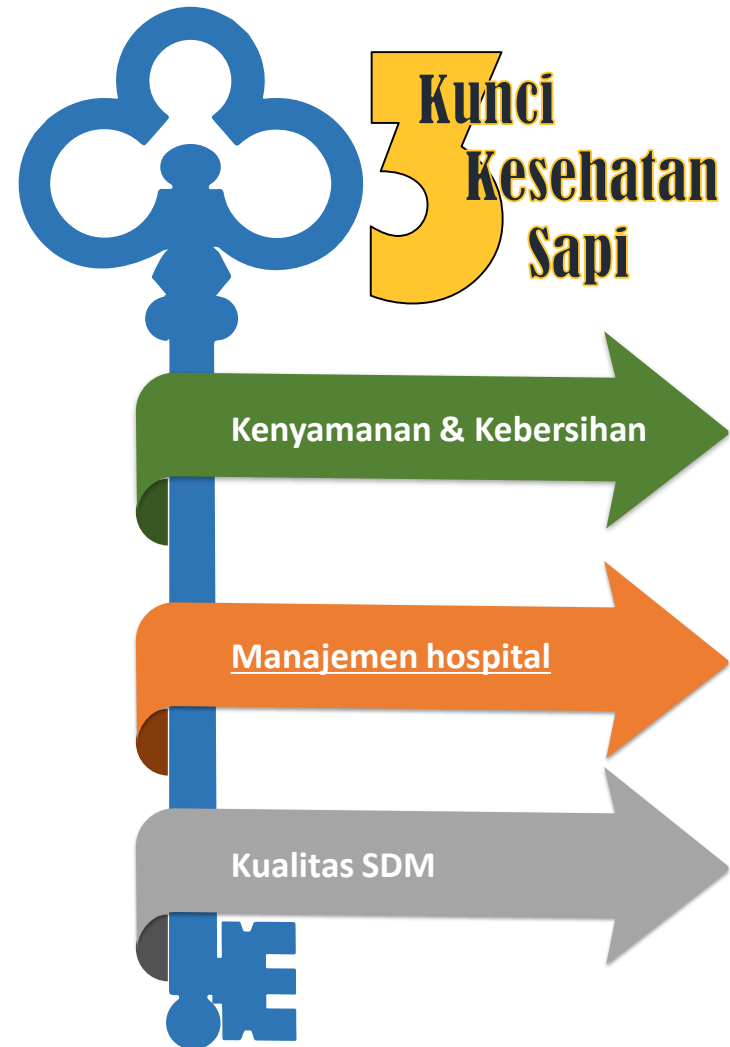 3
Kunci
Kesehatan
Sapi
Kenyamanan & Kebersihan
Manajemen hospital
Kualitas SDM